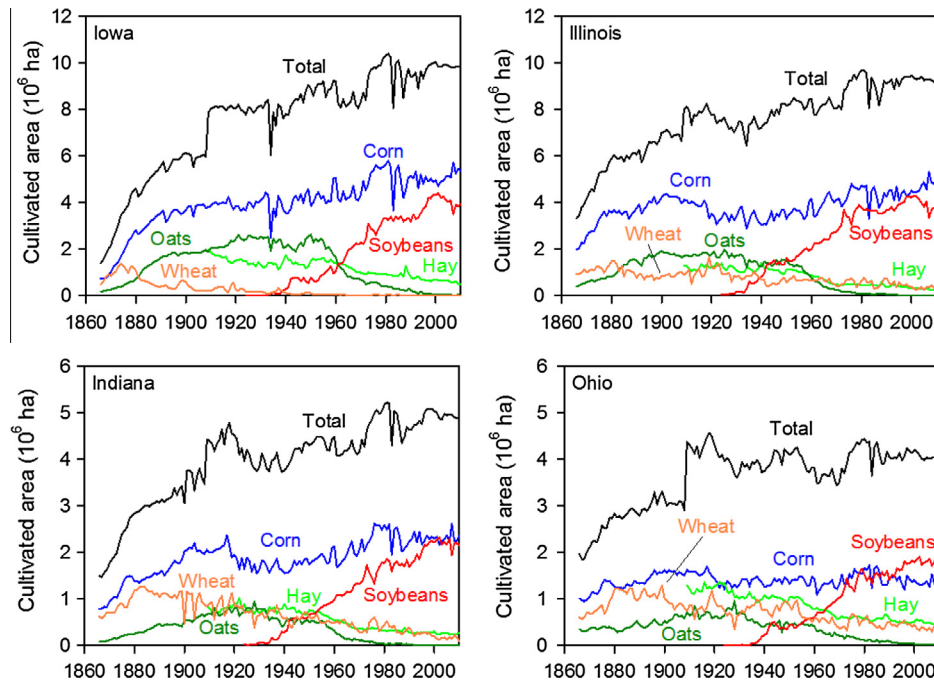 Iowa
Cultivated area (10⁶ ha)
12
10
8
6
4
2
0
Total
Corn
Oats
Wheat
Soybeans
Hay
1860 1880 1900 1920 1940 1960 1980 2000
Illinois
Cultivated area (10⁶ ha)
12
10
8
6
4
2
0
Total
Corn
Wheat
Oats
Soybeans
Hay
1860 1880 1900 1920 1940 1960 1980 2000
Indiana
Cultivated area (10⁶ ha)
6
5
4
3
2
1
0
Total
Corn
Wheat
Hay
Soybeans
Oats
1860 1880 1900 1920 1940 1960 1980 2000
Ohio
Cultivated area (10⁶ ha)
6
5
4
3
2
1
0
Total
Wheat
Soybeans
Corn
Hay
Oats
1860 1880 1900 1920 1940 1960 1980 2000